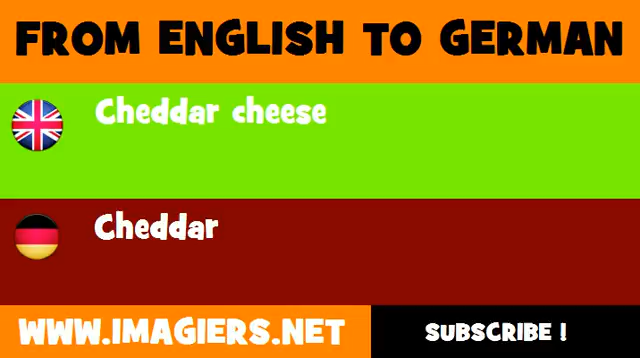 FROM ENGLISH TO GERMAN
Cheddar cheese
Cheddar
WWW.IMAGIERS.NET
SUBSCRIBE !